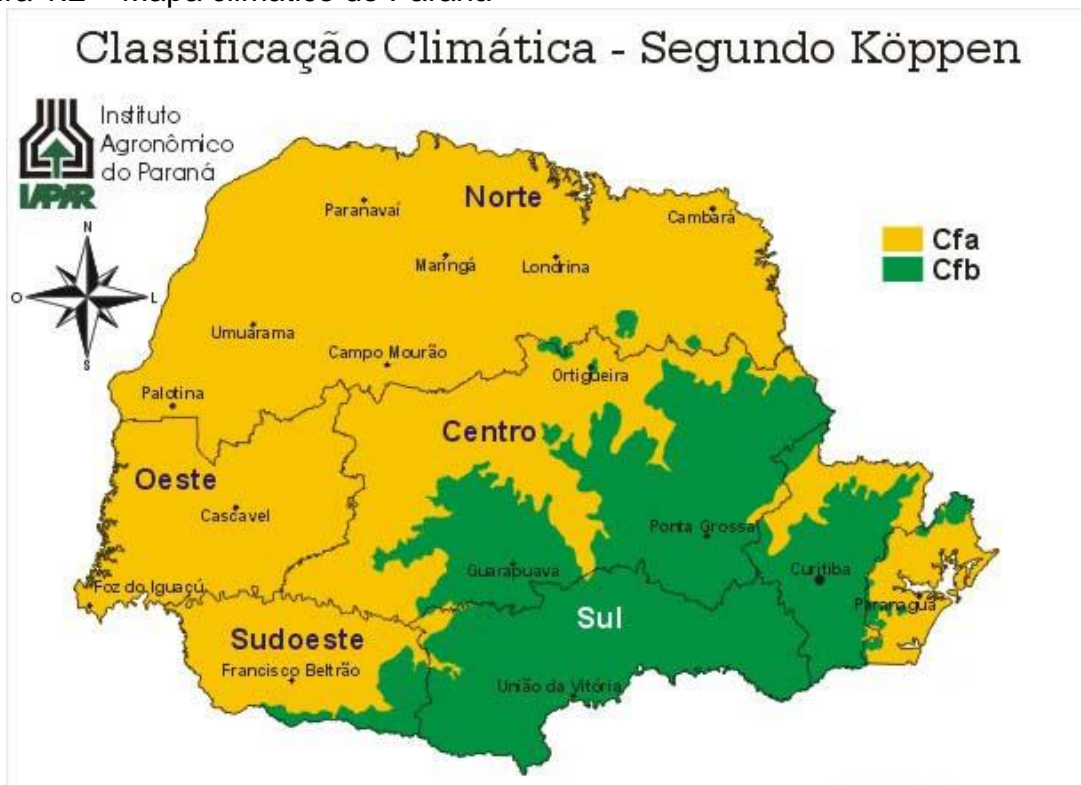 Classificação Climática - Segundo Köppen
Instituto
Agronômico
do Paraná
IAPAR
N
O
L
S
Norte
Paranavaí
Cambará
Maringá
Londrina
Cfa
Cfb
Umuarama
Campo Mourão
Ortigueira
Palotina
Centro
Oeste
Cascavel
Ponta Grossa
Guarapuava
Curitiba
Foz do Iguaçú
Paranaguá
Sul
Sudoeste
Francisco Beltrão
União da Vitória